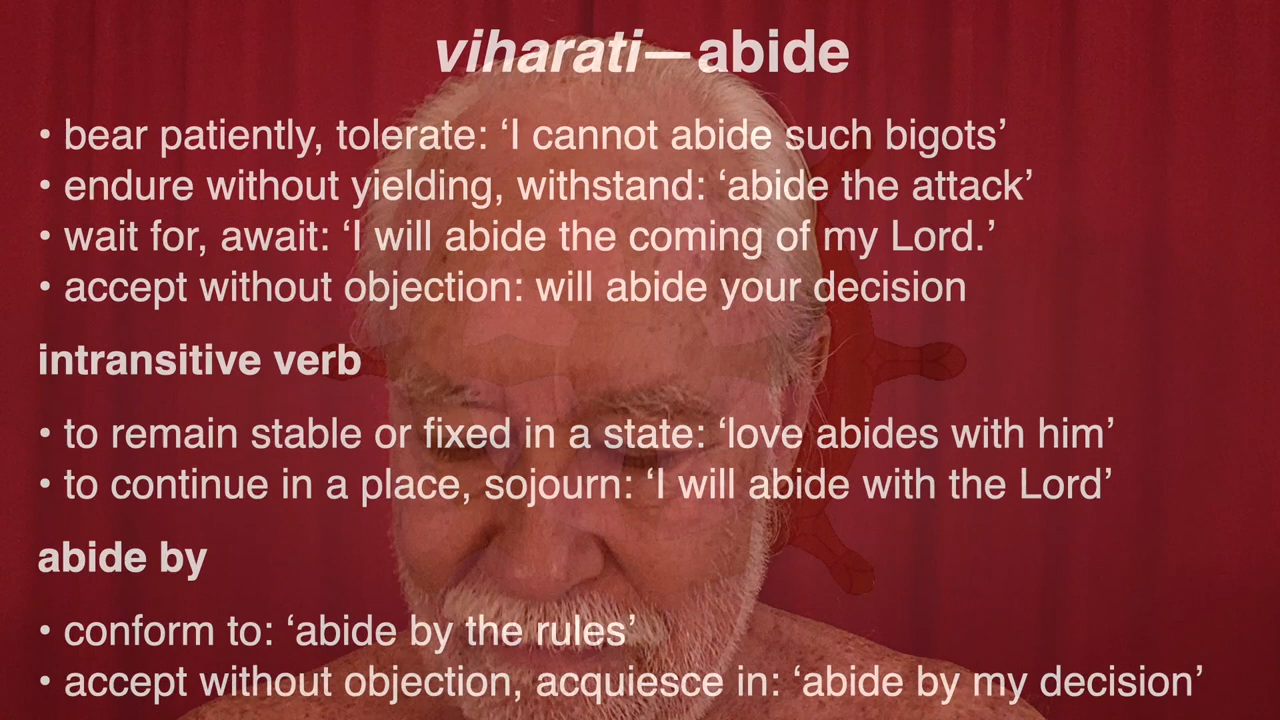 viharati—abide
• bear patiently, tolerate: ‘I cannot abide such bigots’
• endure without yielding, withstand: ‘abide the attack’
• wait for, await: ‘I will abide the coming of my Lord.’
• accept without objection: will abide your decision
intransitive verb
• to remain stable or fixed in a state: ‘love abides with him’
• to continue in a place, sojourn: ‘I will abide with the Lord’
abide by
• conform to: ‘abide by the rules’
• accept without objection, acquiesce in: ‘abide by my decision’